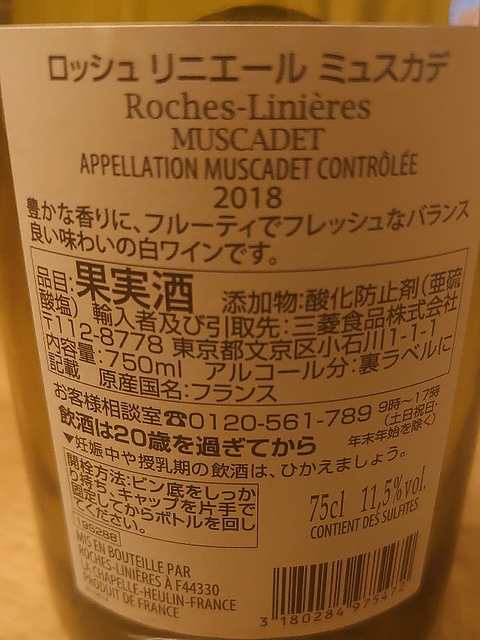 ロッシュ リニエール ミュスカデ
Roches-Linières
MUSCADET
APPELLATION MUSCADET CONTRÔLÉE
2018
豊かな香りに、フルーティでフレッシュなバランス
良い味わいの白ワインです。
品目:果実酒 添加物:酸化防止剤(亜硫
酸塩) 輸入者及び引取先:三菱食品株式会社
〒112-8778 東京都文京区小石川1-1-1
内容量:750ml アルコール分:裏ラベルに
記載 原産国名:フランス
お客様相談室☎0120-561-789 9時～17時
(土日祝日・
年末年始を除く)
飲酒は20歳を過ぎてから
▼妊娠中や授乳期の飲酒は、ひかえましょう。
開栓方法:ビン底をしっか
り持ち、キャップを片手で
固定してからボトルを回し
てください。
75cl 11,5%vol.
CONTIENT DES SULFITES
19S288
MIS EN BOUTEILLE PAR
ROCHES-LINIÈRES À F44330
LA CHAPELLE-HEULIN-FRANCE
PRODUIT DE FRANCE
3 180284 975472